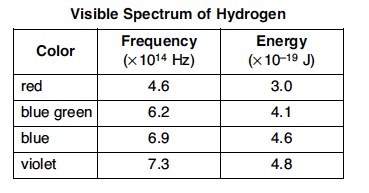 Visible Spectrum of Hydrogen
Color Frequency (×10¹⁴ Hz) Energy (×10⁻¹⁹ J)
red 4.6 3.0
blue green 6.2 4.1
blue 6.9 4.6
violet 7.3 4.8